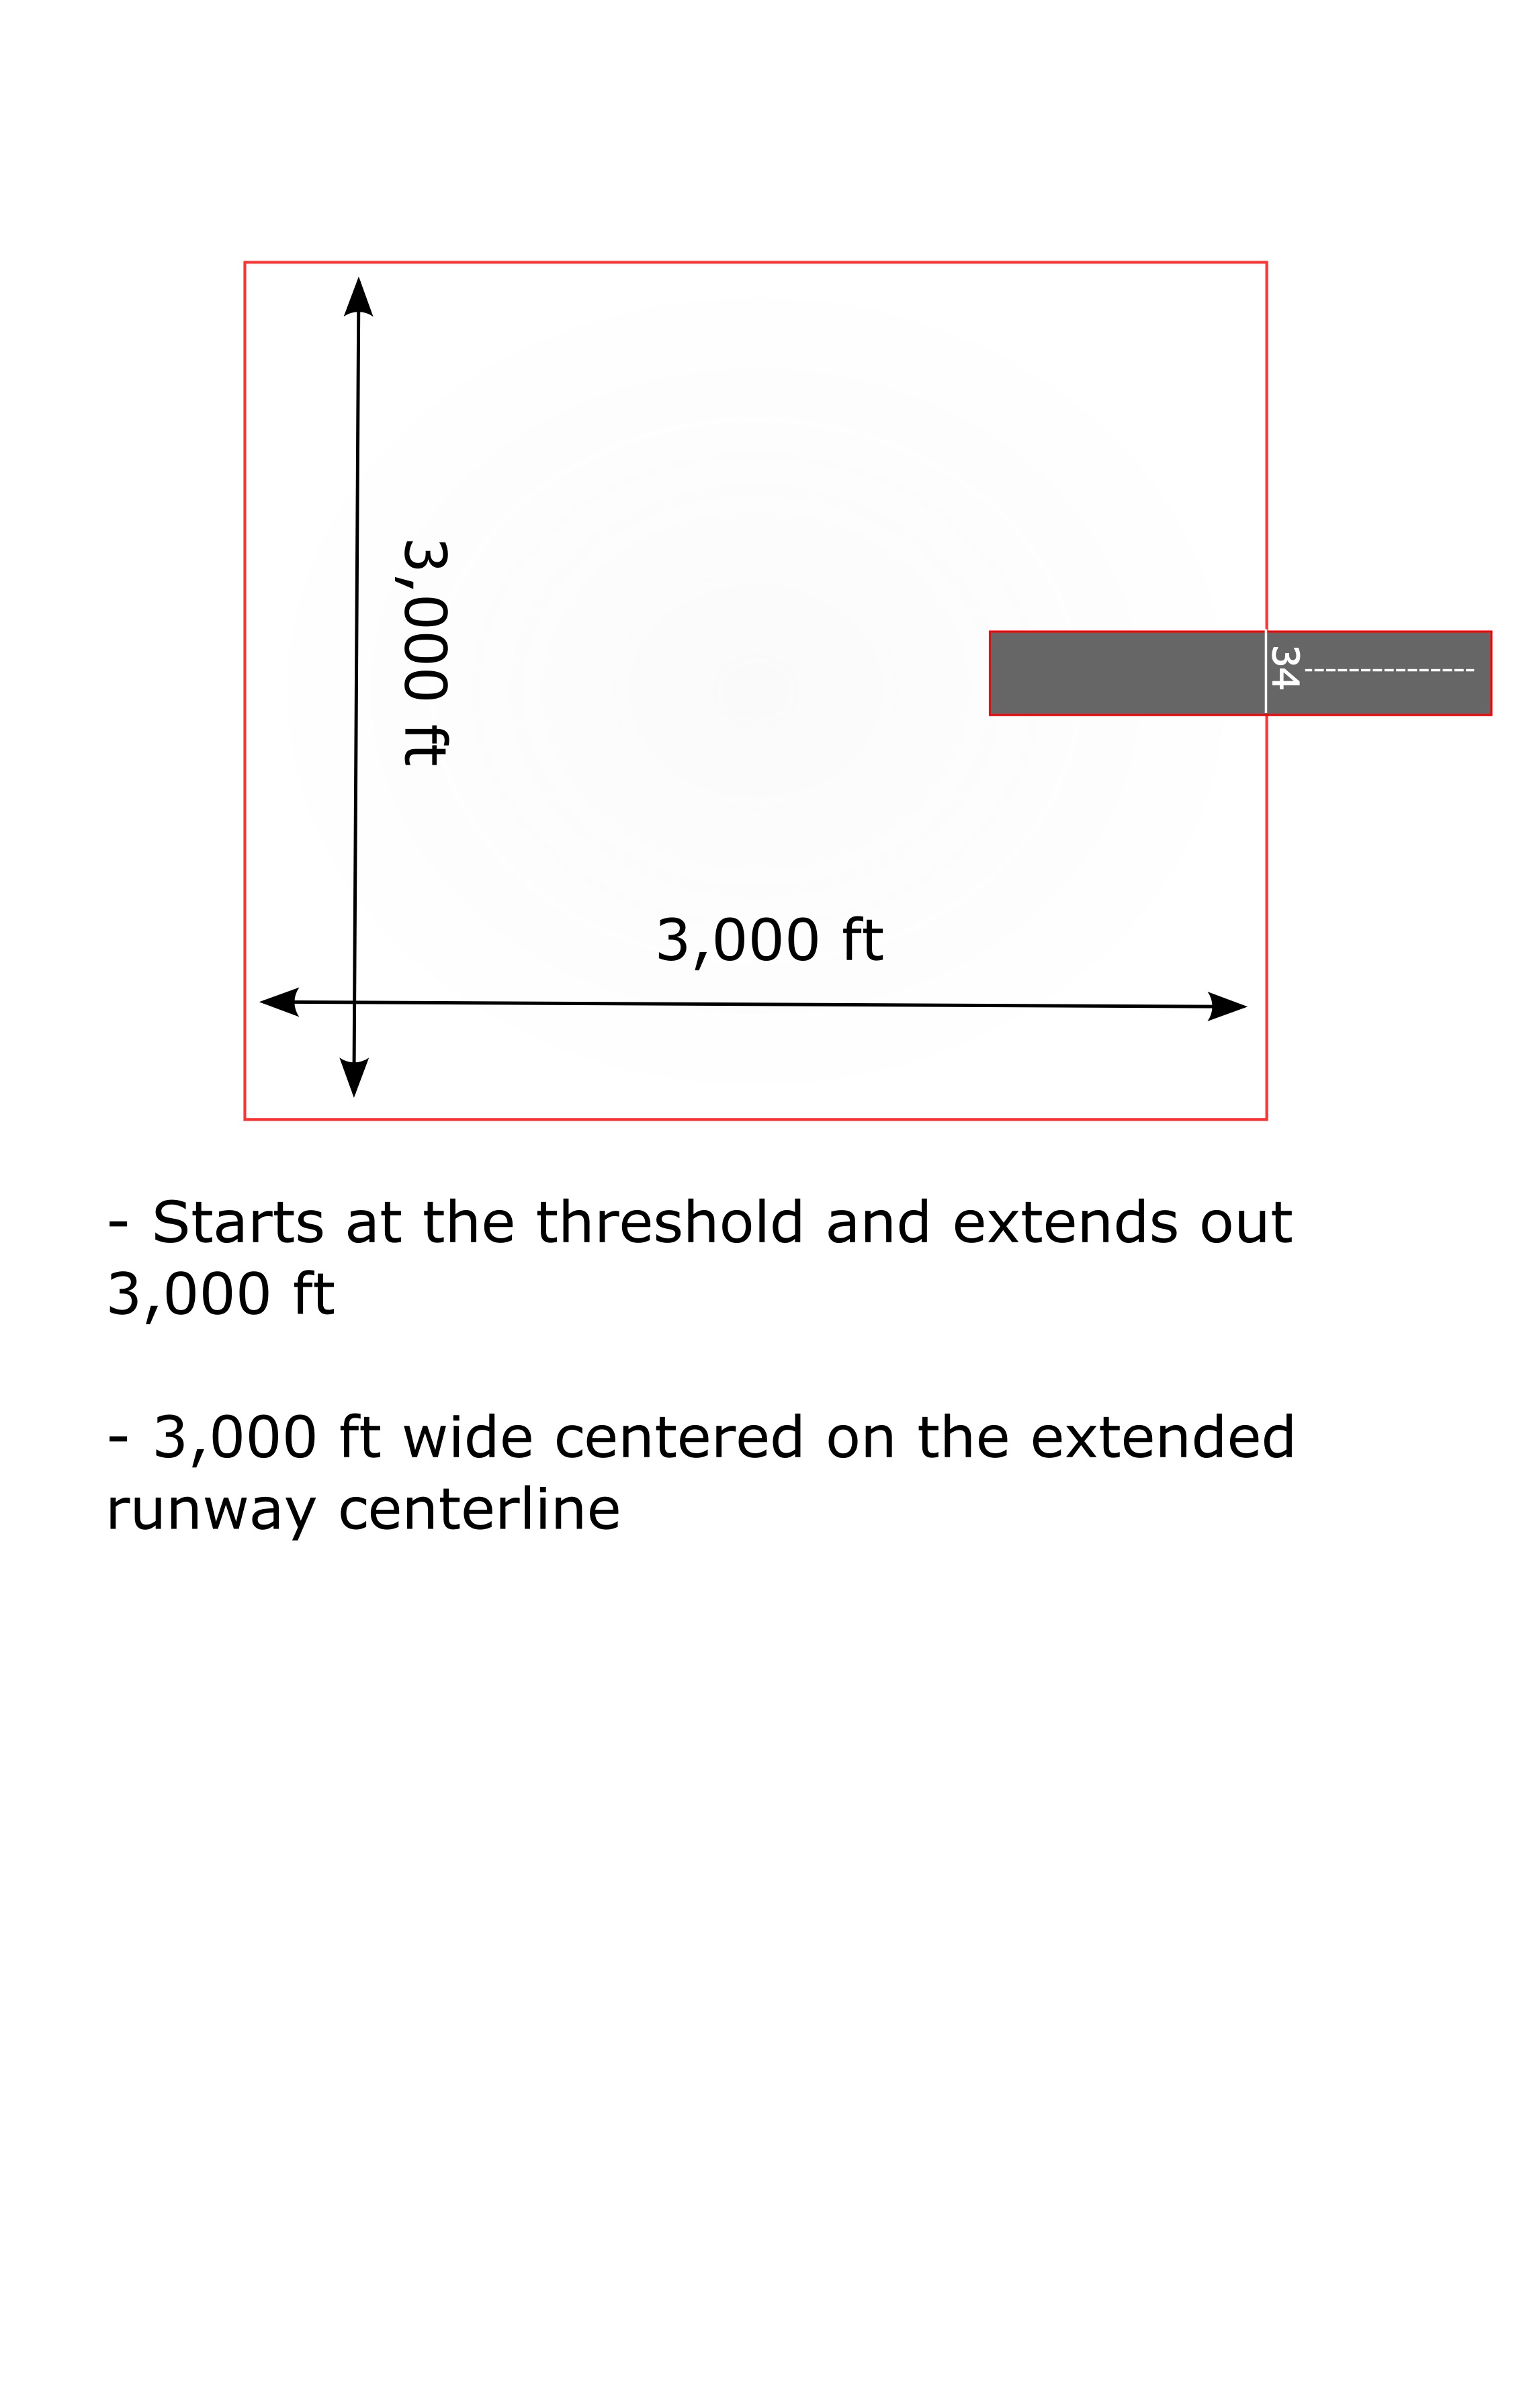 3,000 ft
34
3,000 ft
- Starts at the threshold and extends out
3,000 ft
- 3,000 ft wide centered on the extended
runway centerline